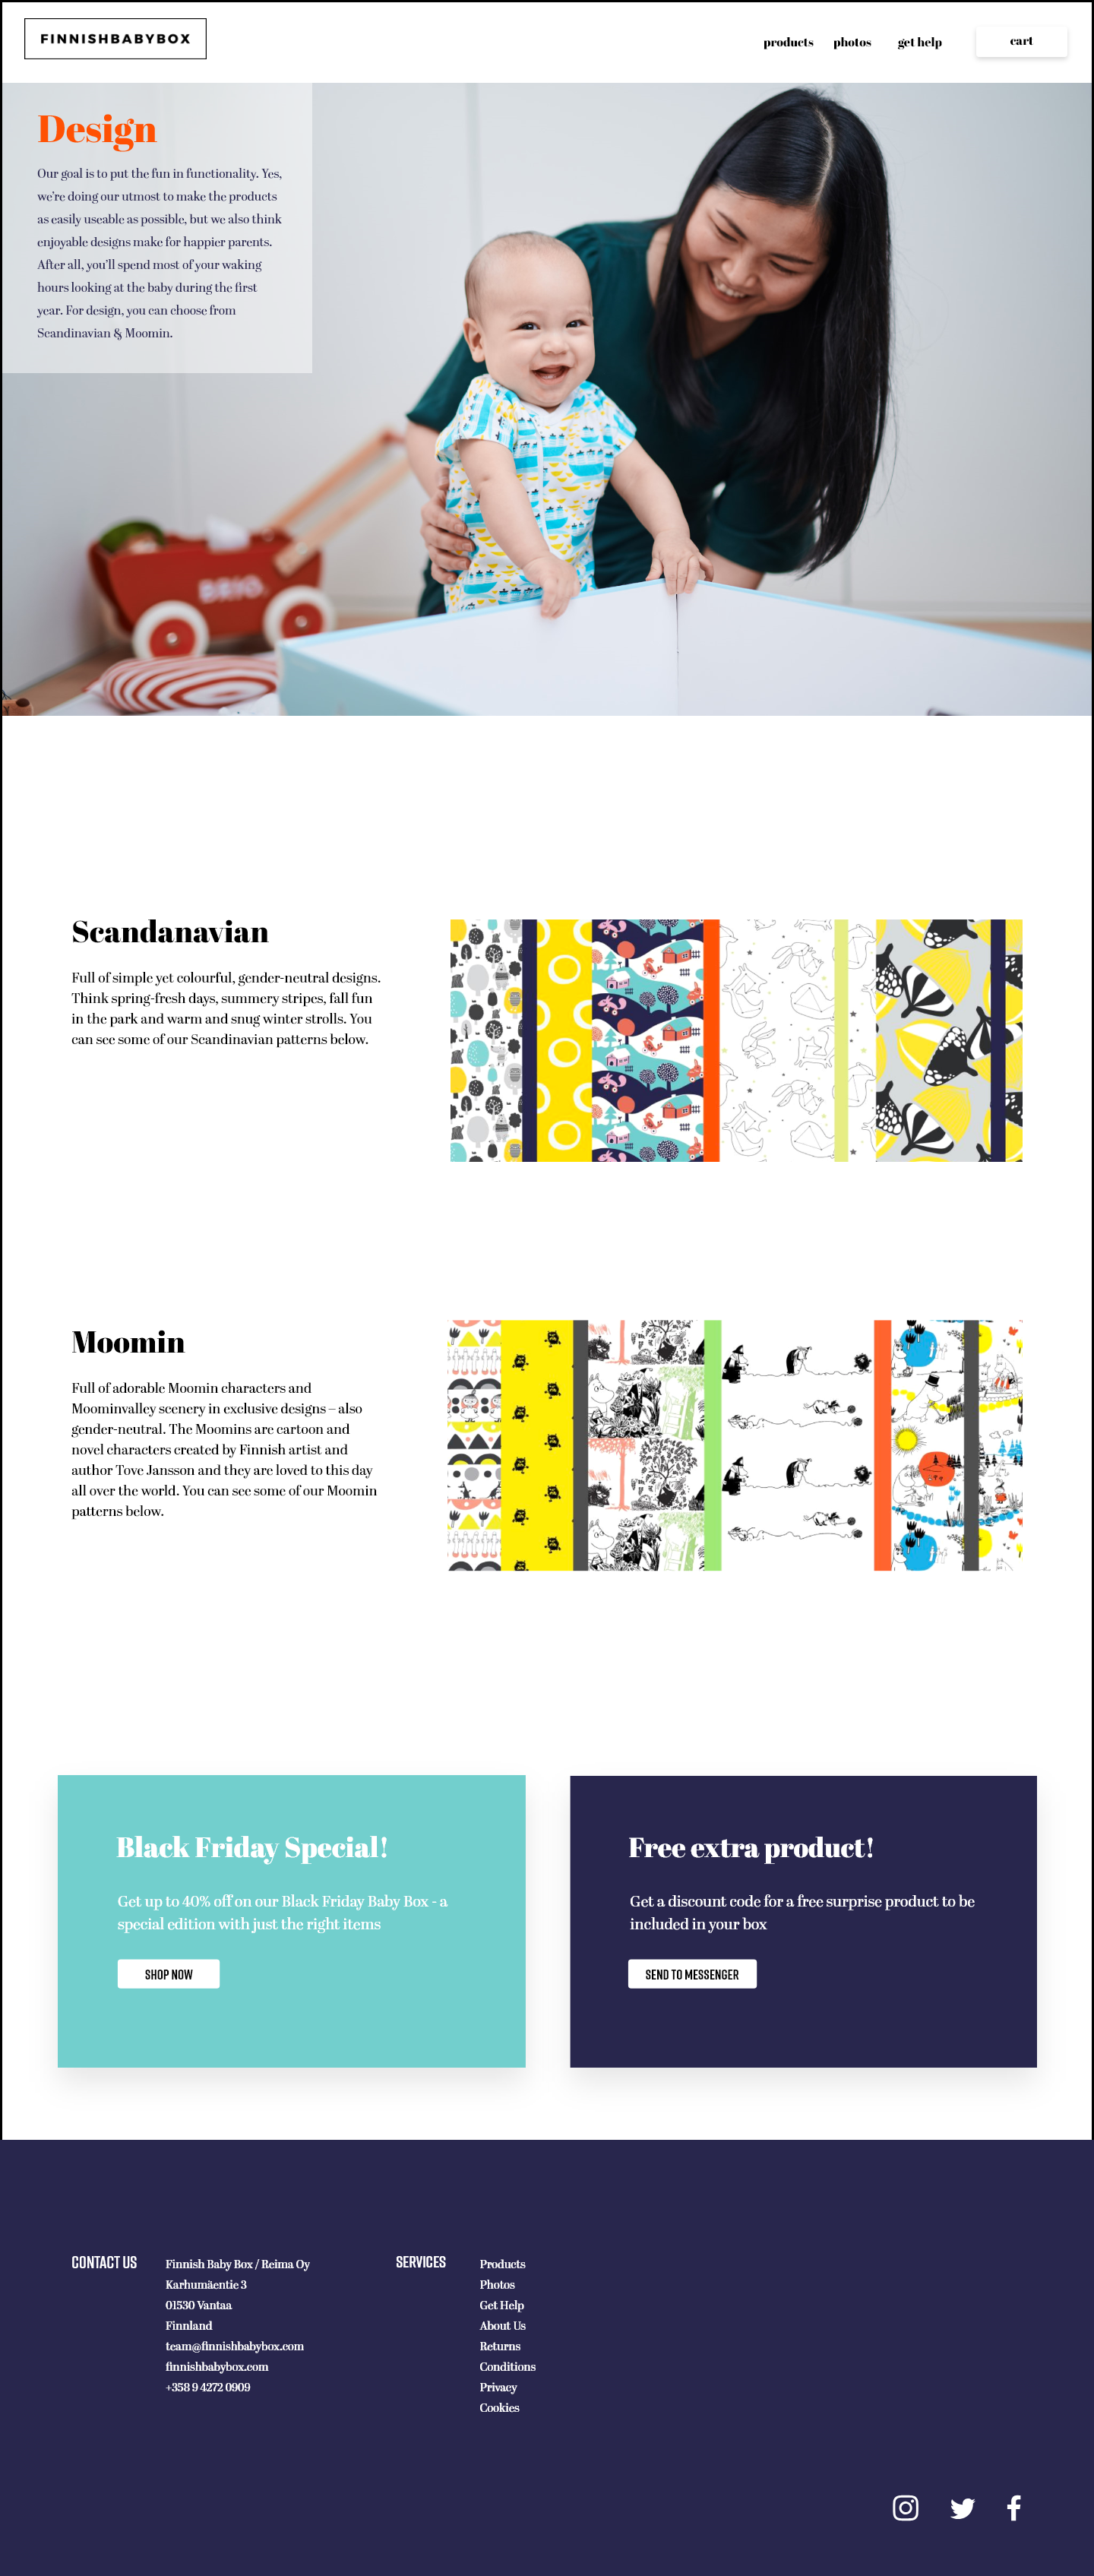 FINNISHBABYBOX
products photos get help cart
Design
Our goal is to put the fun in functionality. Yes,
we're doing our utmost to make the products
as easily useable as possible, but we also think
enjoyable designs make for happier parents.
After all, you'll spend most of your waking
hours looking at the baby during the first
year. For design, you can choose from
Scandinavian & Moomin.
BRIO
Scandanavian
Full of simple yet colourful, gender-neutral designs.
Think spring-fresh days, summery stripes, fall fun
in the park and warm and snug winter strolls. You
can see some of our Scandinavian patterns below.
Moomin
Full of adorable Moomin characters and
Moominvalley scenery in exclusive designs – also
gender-neutral. The Moomins are cartoon and
novel characters created by Finnish artist and
author Tove Jansson and they are loved to this day
all over the world. You can see some of our Moomin
patterns below.
Black Friday Special!
Get up to 40% off on our Black Friday Baby Box - a
special edition with just the right items
SHOP NOW
Free extra product!
Get a discount code for a free surprise product to be
included in your box
SEND TO MESSENGER
CONTACT US
Finnish Baby Box / Reima Oy
Karhumäentie 3
01530 Vantaa
Finnland
team@finnishbabybox.com
finnishbabybox.com
+358 9 4272 0909
SERVICES
Products
Photos
Get Help
About Us
Returns
Conditions
Privacy
Cookies